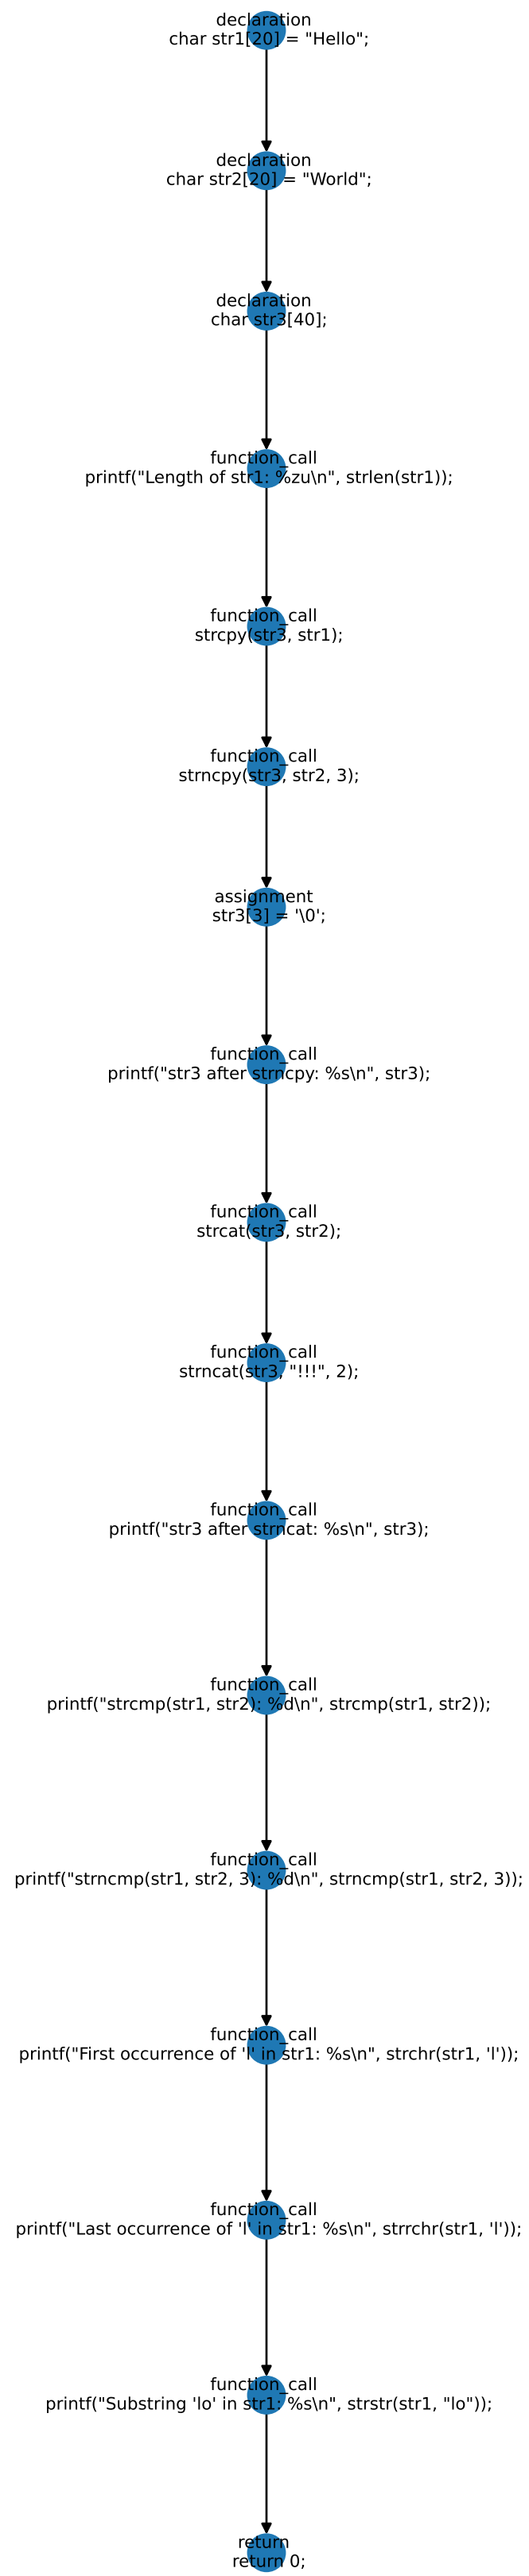 declaration
char str1[20] = "Hello";
declaration
char str2[20] = "World";
declaration
char str3[40];
function_call
printf("Length of str1: %zu\n", strlen(str1));
function_call
strcpy(str3, str1);
function_call
strncpy(str3, str2, 3);
assignment
str3[3] = '\0';
function_call
printf("str3 after strncpy: %s\n", str3);
function_call
strcat(str3, str2);
function_call
strncat(str3, "!!!", 2);
function_call
printf("str3 after strncat: %s\n", str3);
function_call
printf("strcmp(str1, str2): %d\n", strcmp(str1, str2));
function_call
printf("strncmp(str1, str2, 3): %d\n", strncmp(str1, str2, 3));
function_call
printf("First occurrence of 'l' in str1: %s\n", strchr(str1, 'l'));
function_call
printf("Last occurrence of 'l' in str1: %s\n", strrchr(str1, 'l'));
function_call
printf("Substring 'lo' in str1: %s\n", strstr(str1, "lo"));
return
return 0;